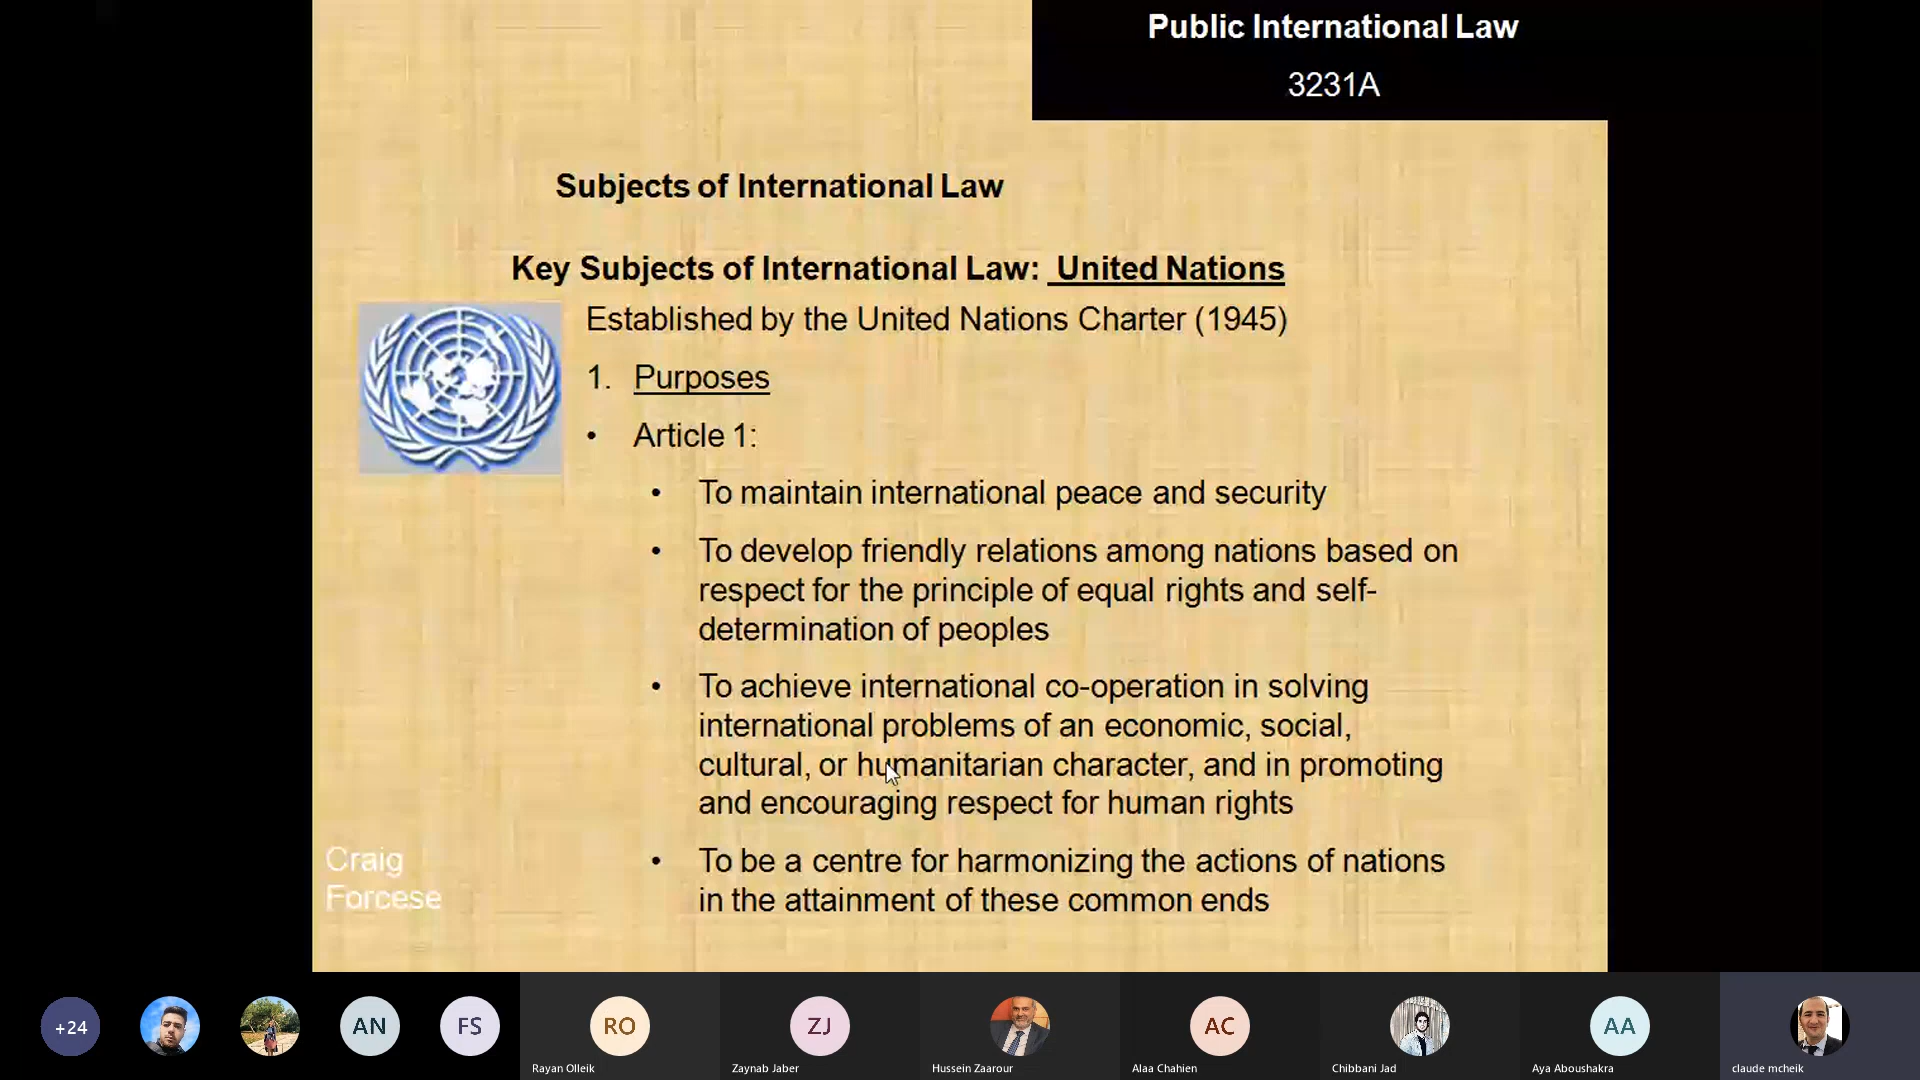 Public International Law
3231A
Subjects of International Law
Key Subjects of International Law: United Nations
Established by the United Nations Charter (1945)
1. Purposes
• Article 1:
• To maintain international peace and security
• To develop friendly relations among nations based on
respect for the principle of equal rights and self-
determination of peoples
• To achieve international co-operation in solving
international problems of an economic, social,
cultural, or humanitarian character, and in promoting
and encouraging respect for human rights
• To be a centre for harmonizing the actions of nations
in the attainment of these common ends
Craig
Forcese
+24
AN
FS
RO
Rayan Olleik
ZJ
Zaynab Jaber
Hussein Zaarour
AC
Alaa Chahien
Chibbani Jad
AA
Aya Aboushakra
claude mcheik